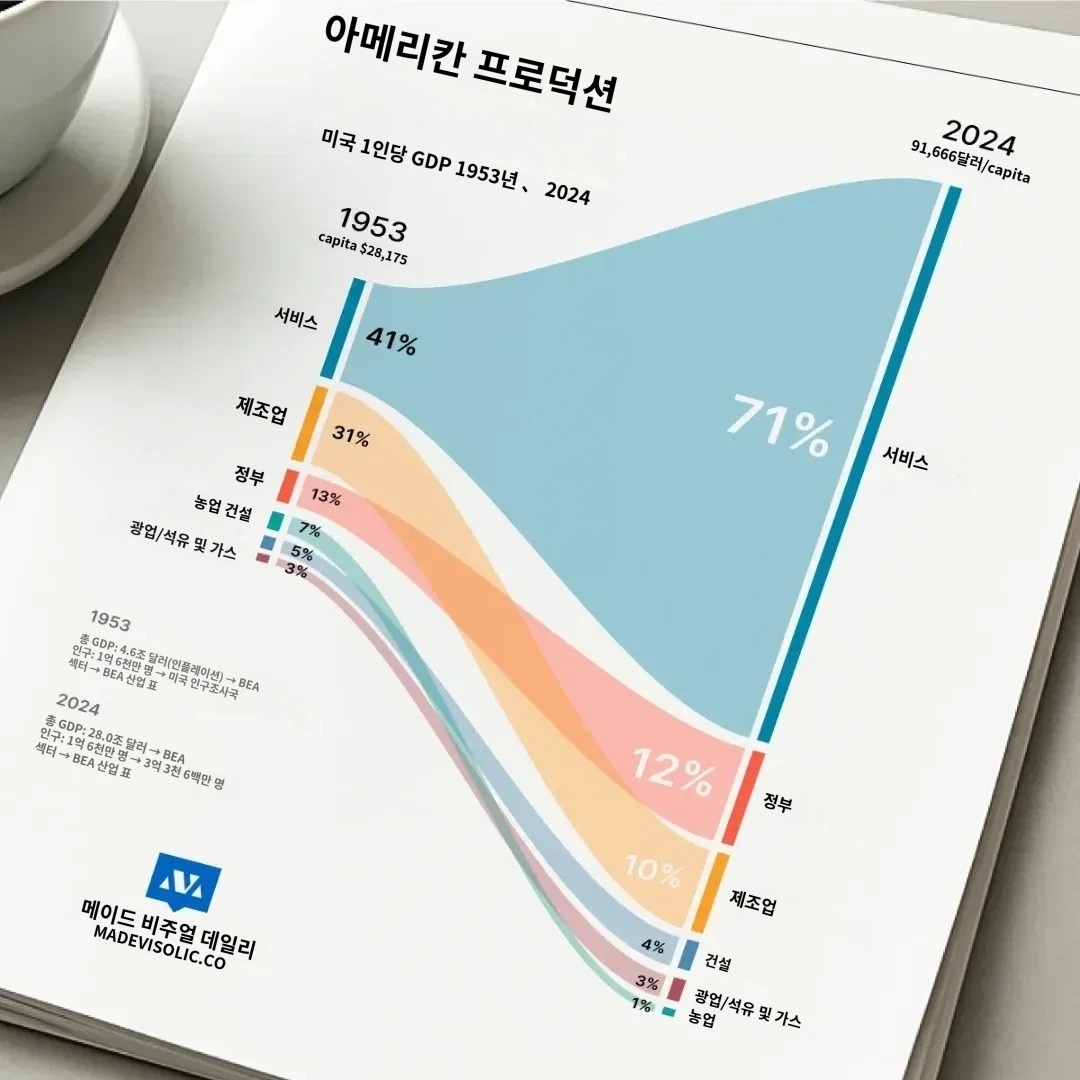 아메리칸 프로덕션
미국 1인당 GDP 1953년、 2024
2024
91,666달러/capita
1953
capita $28,175
서비스
41%
제조업
31%
정부
13%
농업 건설
7%
광업/석유 및 가스
5%
3%
71%
서비스
12%
정부
10%
제조업
4%
건설
3%
광업/석유 및 가스
1%
농업
1953
총 GDP: 4.6조 달러(인플레이션) → BEA
인구: 1억 6천만 명 → 미국 인구조사국
섹터 → BEA 산업 표
2024
총 GDP: 28.0조 달러 → BEA
인구: 1억 6천만 명 → 3억 3천 6백만 명
섹터 → BEA 산업 표
메이드 비주얼 데일리
MADEVISOLIC.CO